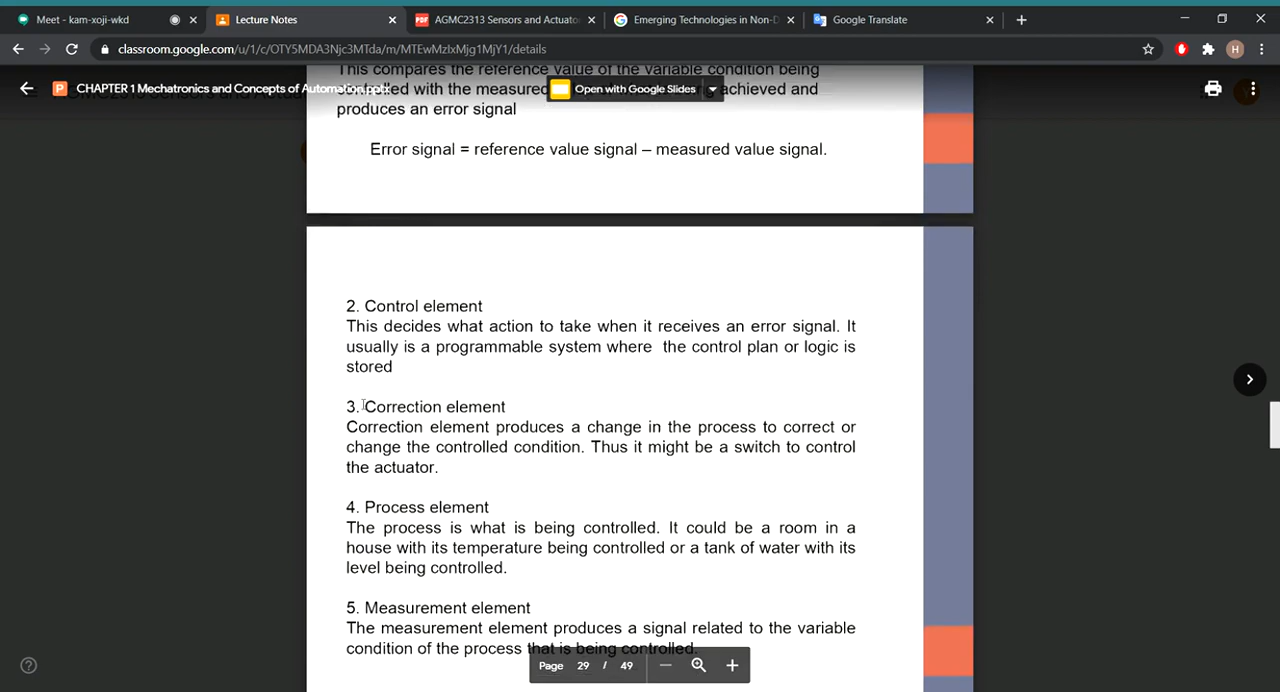 Meet - kam-xoji-wkd
Lecture Notes
AGMC2313 Sensors and Actuato
Emerging Technologies in Non-D
Google Translate
classroom.google.com/u/1/c/OTY5MDA3Njc3MTda/m/MTEwMzIxMjg1MjY1/details
H
This compares the reference value of the variable condition being
P CHAPTER 1 Mechatronics and Concepts of Automation.pptx
Open with Google Slides
with the measured achieved and
produces an error signal
Error signal = reference value signal – measured value signal.
2. Control element
This decides what action to take when it receives an error signal. It
usually is a programmable system where the control plan or logic is
stored
3. Correction element
Correction element produces a change in the process to correct or
change the controlled condition. Thus it might be a switch to control
the actuator.
4. Process element
The process is what is being controlled. It could be a room in a
house with its temperature being controlled or a tank of water with its
level being controlled.
5. Measurement element
The measurement element produces a signal related to the variable
condition of the process that is being controlled.
Page 29 / 49